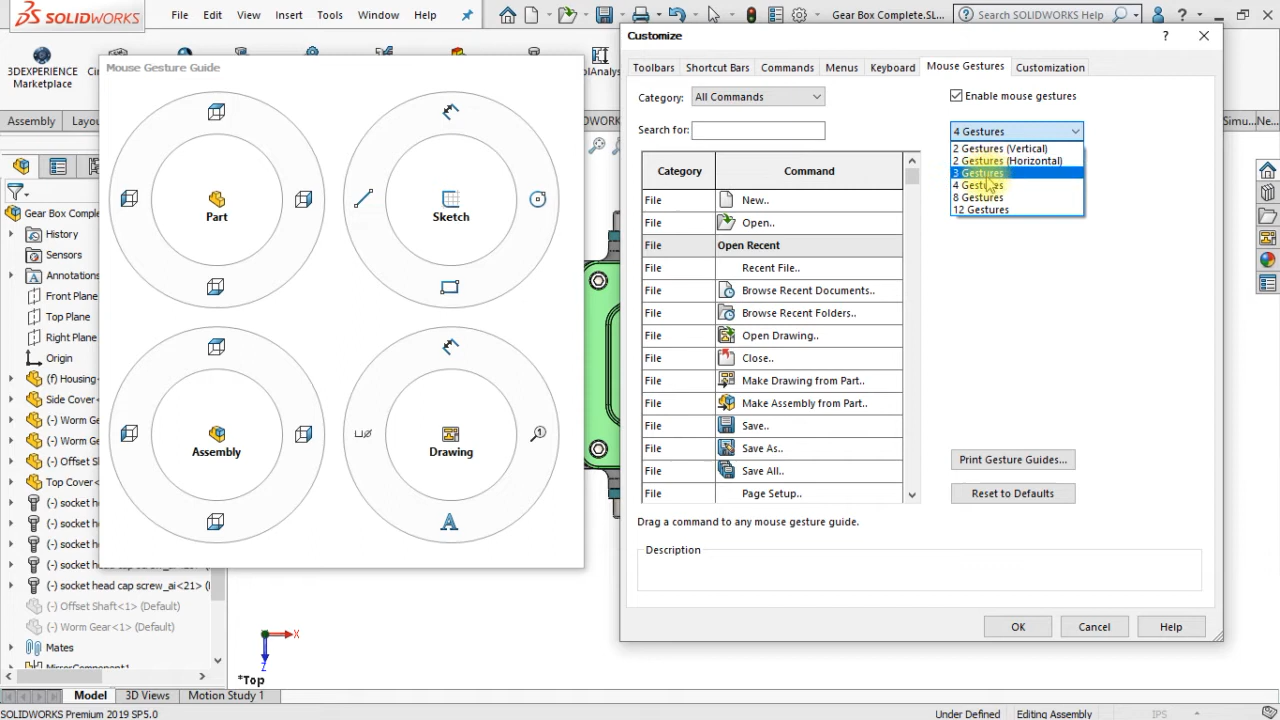 SOLIDWORKS
File Edit View Insert Tools Window Help
Gear Box Complete.SL...
Search SOLIDWORKS Help
3DEXPERIENCE
Marketplace
Assembly
Mouse Gesture Guide
Part
Sketch
Assembly
Drawing
Gear Box Complete
History
Sensors
Annotations
Front Plane
Top Plane
Right Plane
Origin
(f) Housing
Side Cover
(-) Worm Ge
(-) Worm Ge
(-) Offset Sh
Top Cover
(-) socket he
(-) socket he
(-) socket he
(-) socket head cap screw_ai<21> (
(-) Offset Shaft<1> (Default)
(-) Worm Gear<1> (Default)
Mates
MirrorComponent1
*Top
X
Z
Model 3D Views Motion Study 1
SOLIDWORKS Premium 2019 SP5.0
Under Defined
Editing Assembly
IPS
Customize
Toolbars Shortcut Bars Commands Menus Keyboard Mouse Gestures Customization
Category: All Commands
Enable mouse gestures
Search for:
4 Gestures
2 Gestures (Vertical)
2 Gestures (Horizontal)
3 Gestures
4 Gestures
8 Gestures
12 Gestures
Category Command
File New..
File Open..
File Open Recent
File Recent File..
File Browse Recent Documents..
File Browse Recent Folders..
File Open Drawing..
File Close..
File Make Drawing from Part..
File Make Assembly from Part..
File Save..
File Save As..
File Save All..
File Page Setup..
Print Gesture Guides...
Reset to Defaults
Drag a command to any mouse gesture guide.
Description
OK Cancel Help